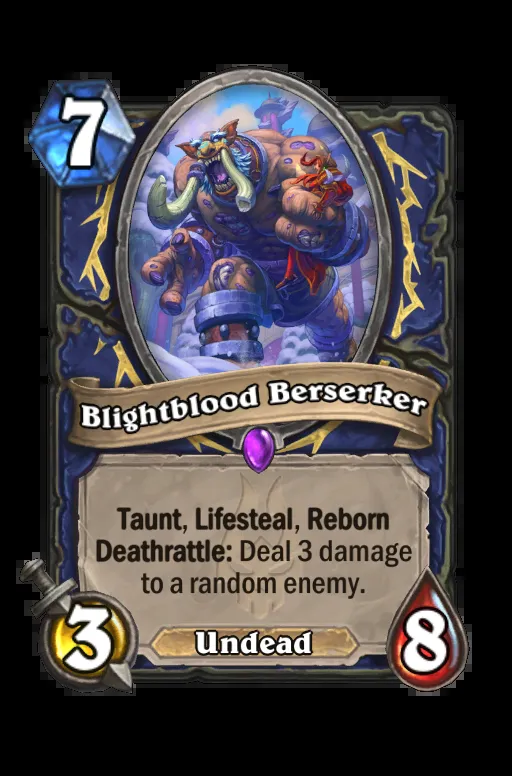 7
Blightblood Berserker
Taunt, Lifesteal, Reborn
Deathrattle: Deal 3 damage
to a random enemy.
3
Undead
8